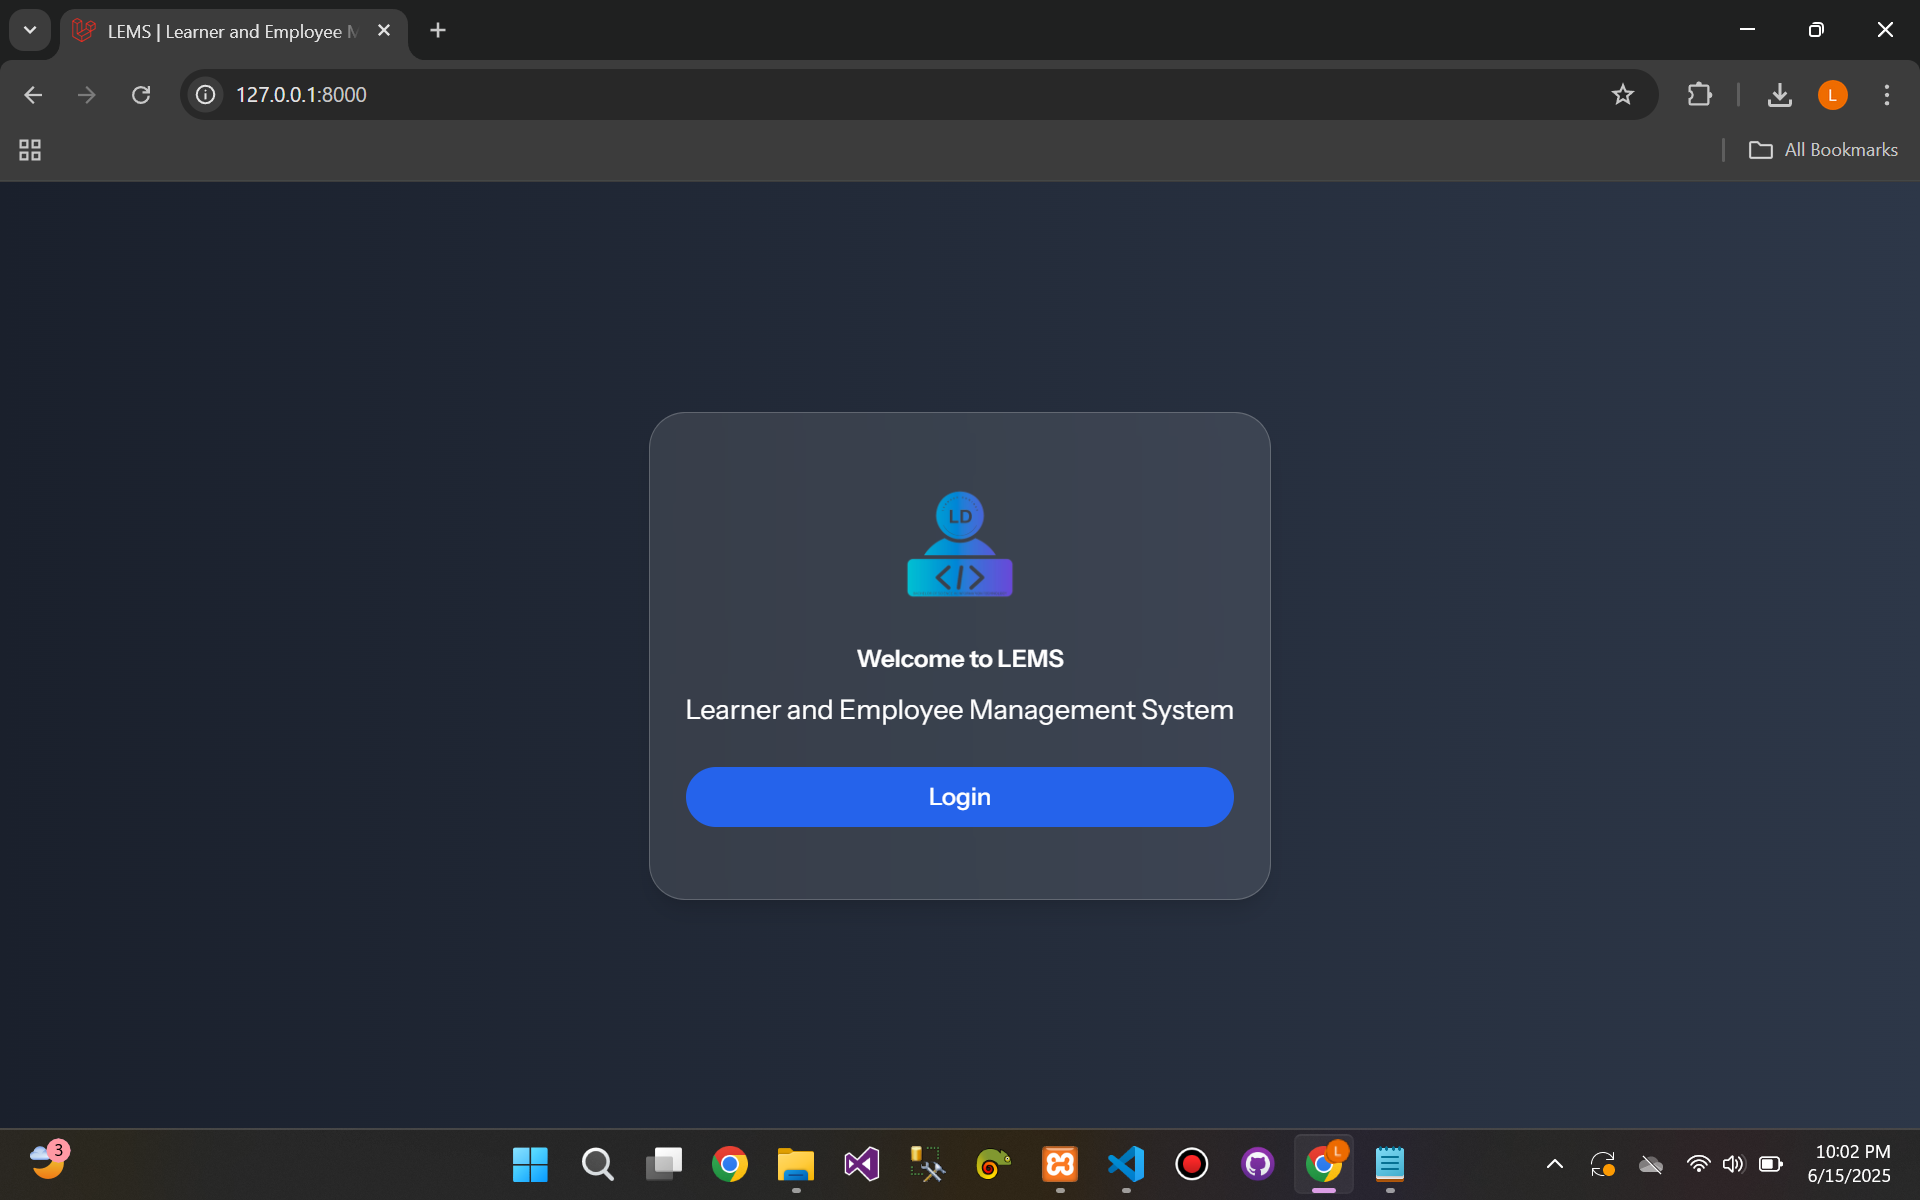 LEMS | Learner and Employee M
127.0.0.1:8000
L
All Bookmarks
LD
</>
Welcome to LEMS
Learner and Employee Management System
Login
3
L
10:02 PM
6/15/2025